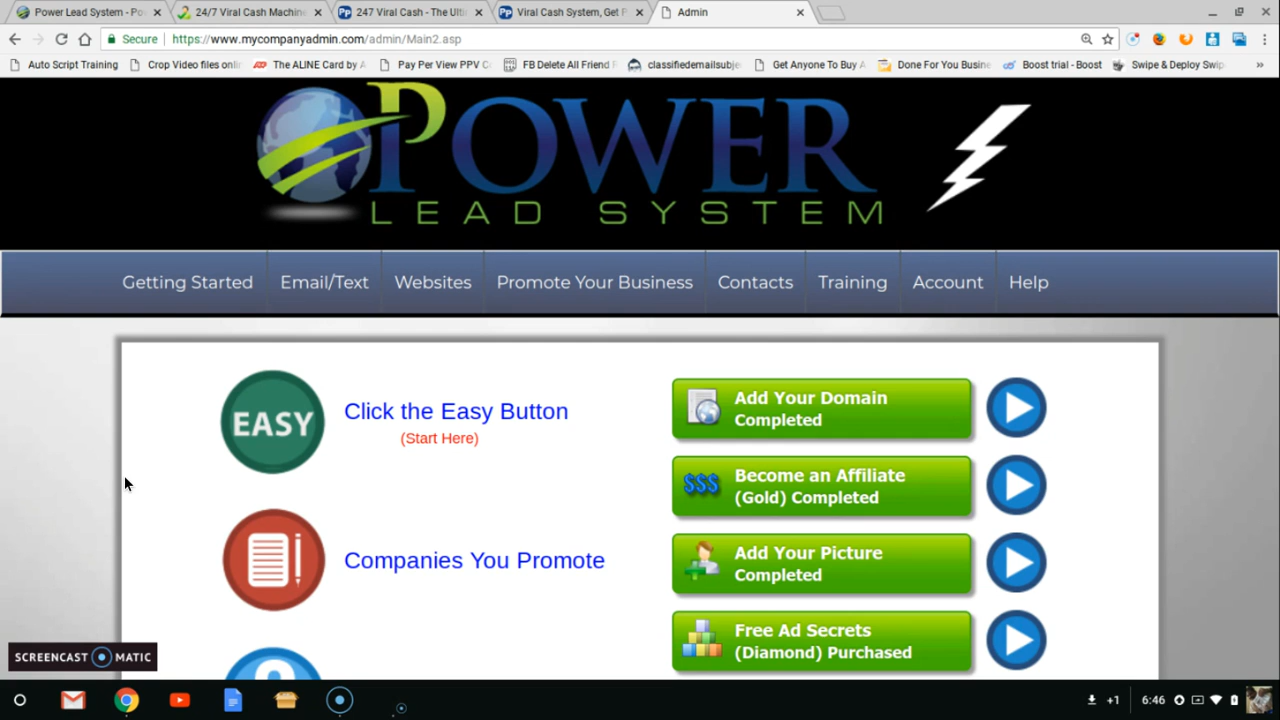 Power Lead System - Po
24/7 Viral Cash Machin
247 Viral Cash - The Ulti
Viral Cash System, Get P
Admin
Secure
https://www.mycompanyadmin.com/admin/Main2.asp
Auto Script Training
Crop Video files onlin
The ALINE Card by A
Pay Per View PPV C
FB Delete All Friend R
classifiedemailsubje
Get Anyone To Buy A
Done For You Busine
Boost trial - Boost
Swipe & Deploy Swip
POWER
LEAD SYSTEM
Getting Started
Email/Text
Websites
Promote Your Business
Contacts
Training
Account
Help
EASY
Click the Easy Button
(Start Here)
Companies You Promote
Add Your Domain
Completed
$$$
Become an Affiliate
(Gold) Completed
Add Your Picture
Completed
Free Ad Secrets
(Diamond) Purchased
SCREENCAST MATIC
+1
6:46